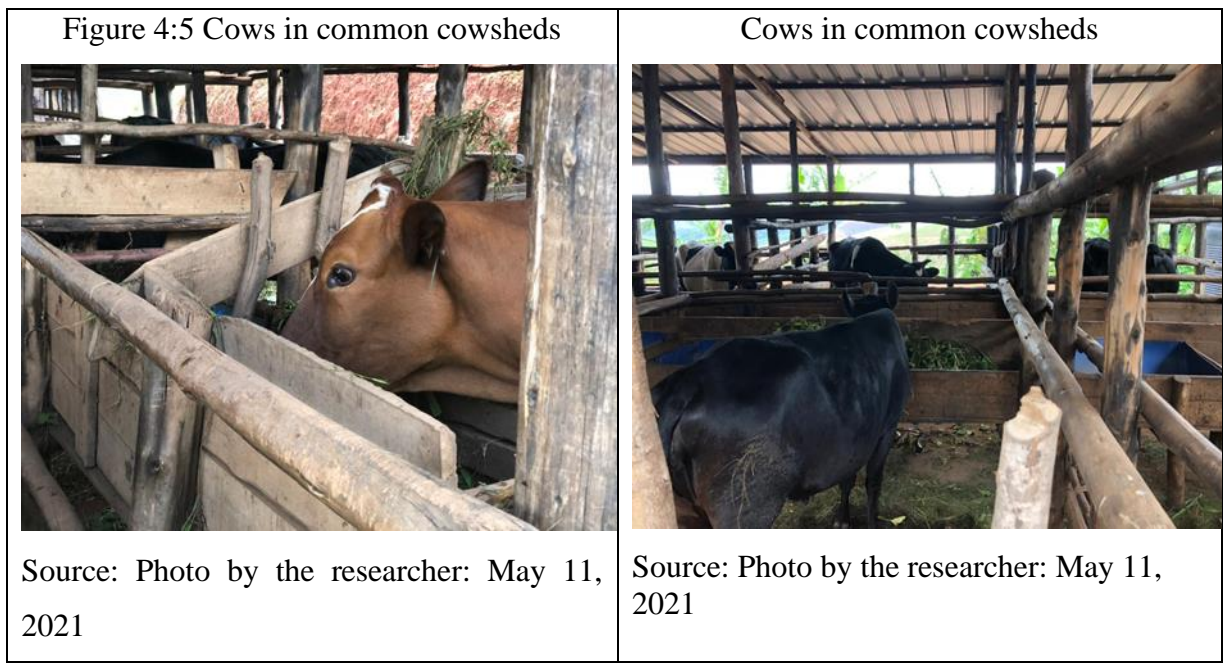 Figure 4:5 Cows in common cowsheds
Source: Photo by the researcher: May 11,
2021
Cows in common cowsheds
Source: Photo by the researcher: May 11,
2021